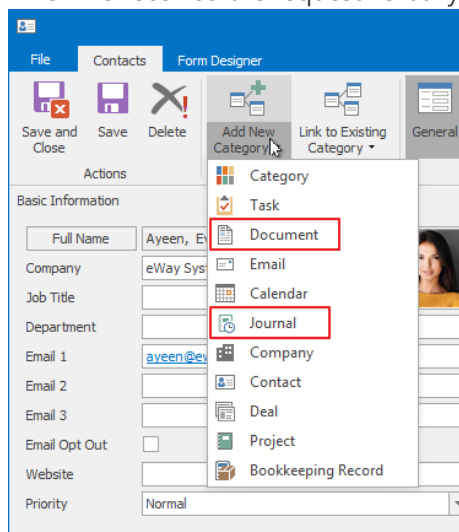 File Contacts Form Designer
Save and Close Save Delete Add New Category Link to Existing Category General
Actions
Category
Basic Information
Task
Full Name Ayeen,
Document
Company eWay Sys
Email
Job Title
Calendar
Department
Journal
Email 1 ayeen@ew
Company
Email 2
Contact
Email 3
Deal
Email Opt Out
Project
Website
Bookkeeping Record
Priority Normal